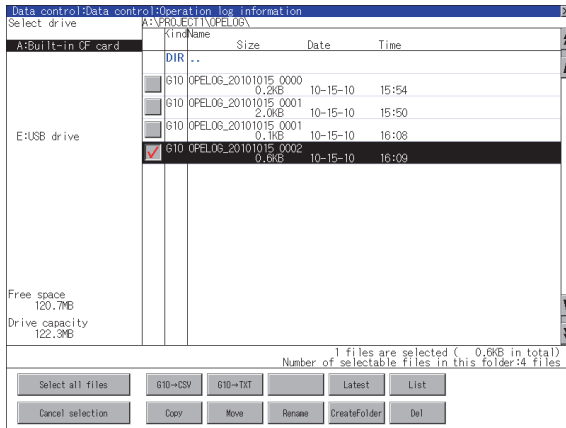 Data control:Data control:Operation log information
Select drive
A:\PROJECT1\OPELOG\
Kind Name
Size Date Time
A:Built-in CF card
DIR ..
G10 OPELOG_20101015_0000
0.2KB 10-15-10 15:54
G10 OPELOG_20101015_0001
2.0KB 10-15-10 15:50
G10 OPELOG_20101015_0001
0.1KB 10-15-10 16:08
E:USB drive
G10 OPELOG_20101015_0002
0.6KB 10-15-10 16:09
Free space
120.7MB
Drive capacity
122.3MB
1 files are selected ( 0.6KB in total)
Number of selectable files in this folder:4 files
Select all files G10→CSV G10→TXT Latest List
Cancel selection Copy Move Rename CreateFolder Del